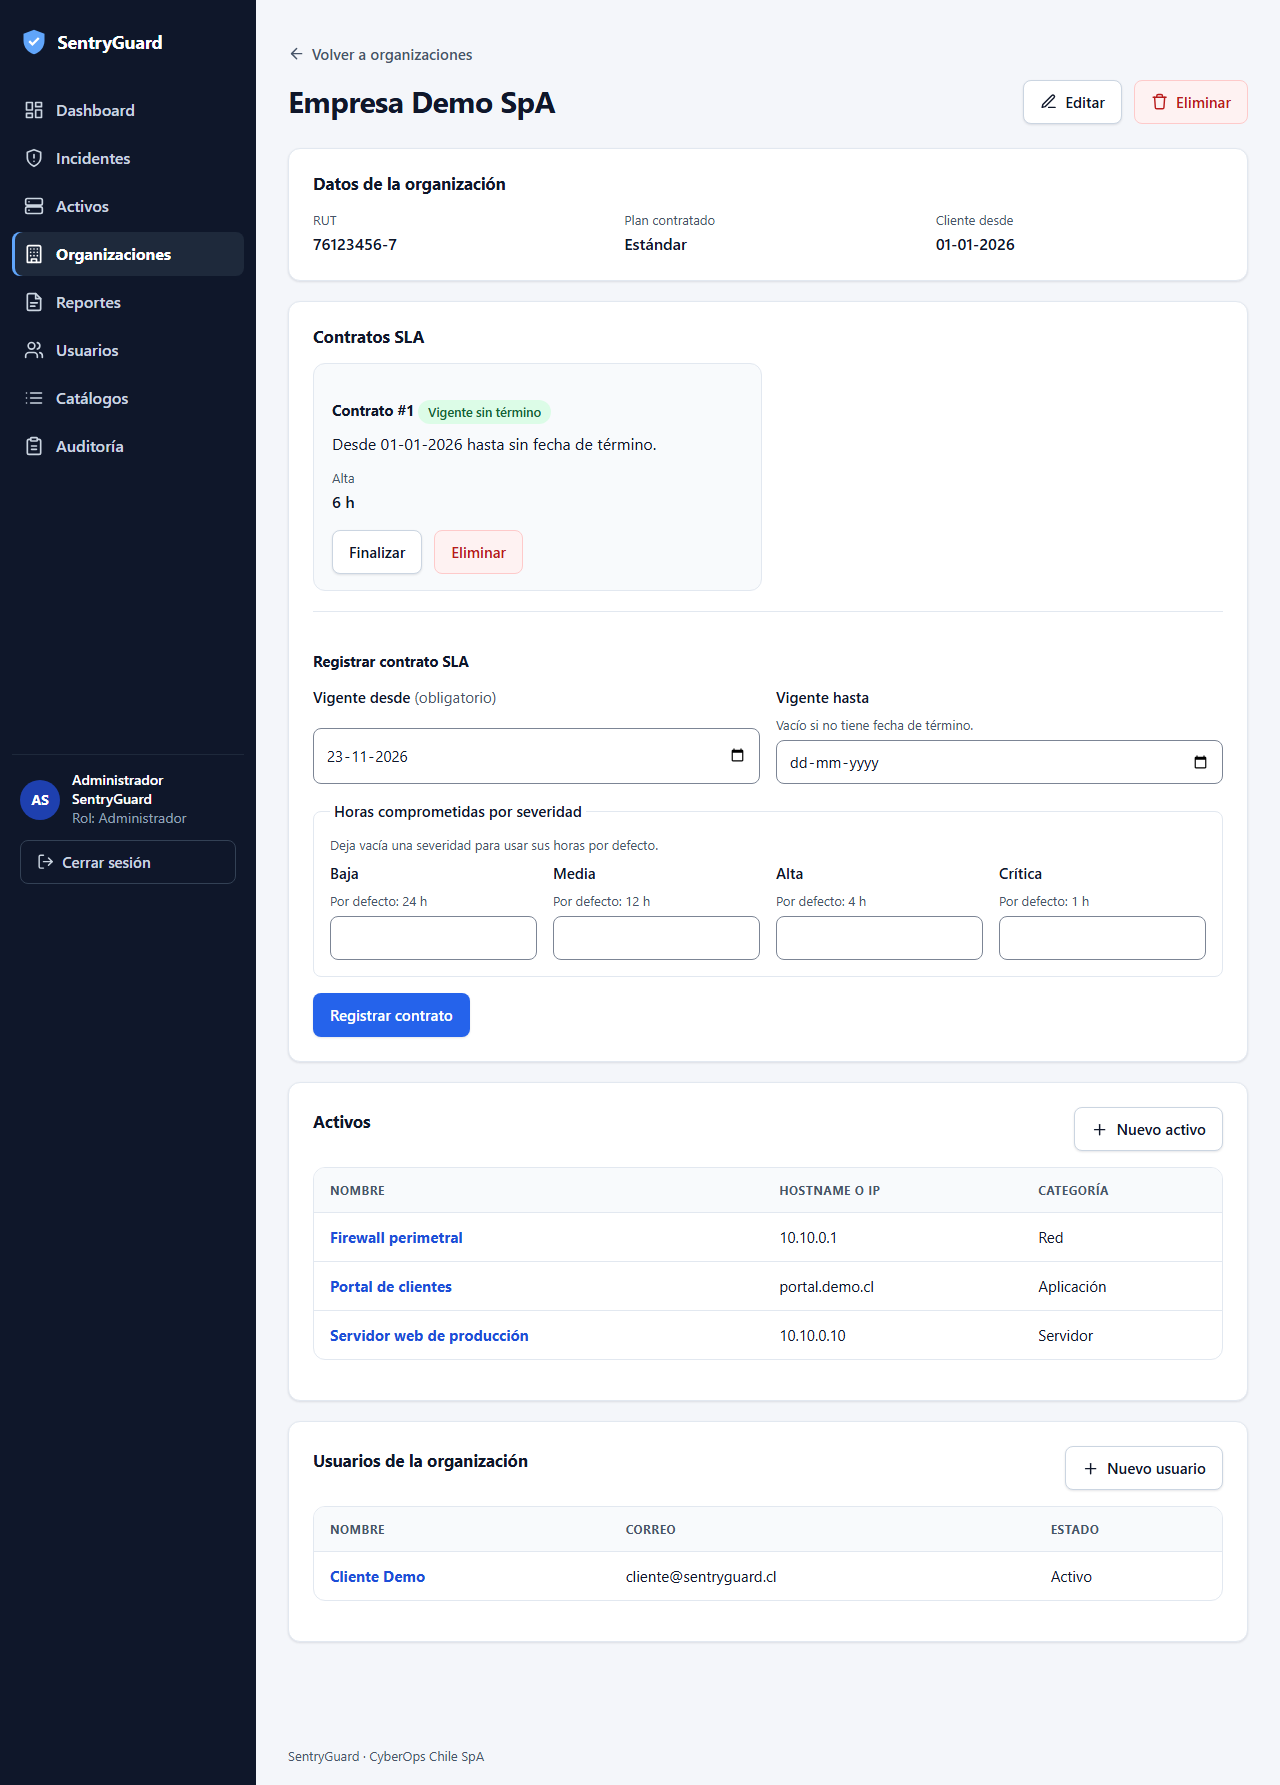 SentryGuard
Dashboard
Incidentes
Activos
Organizaciones
Reportes
Usuarios
Catálogos
Auditoría
AS
Administrador
SentryGuard
Rol: Administrador
Cerrar sesión
Volver a organizaciones
Empresa Demo SpA
Editar
Eliminar
Datos de la organización
RUT
76123456-7
Plan contratado
Estándar
Cliente desde
01-01-2026
Contratos SLA
Contrato #1 Vigente sin término
Desde 01-01-2026 hasta sin fecha de término.
Alta
6 h
Finalizar
Eliminar
Registrar contrato SLA
Vigente desde (obligatorio)
23-11-2026
Vigente hasta
Vacío si no tiene fecha de término.
dd-mm-yyyy
Horas comprometidas por severidad
Deja vacía una severidad para usar sus horas por defecto.
Baja
Por defecto: 24 h
Media
Por defecto: 12 h
Alta
Por defecto: 4 h
Crítica
Por defecto: 1 h
Registrar contrato
Activos
Nuevo activo
NOMBRE HOSTNAME O IP CATEGORÍA
Firewall perimetral 10.10.0.1 Red
Portal de clientes portal.demo.cl Aplicación
Servidor web de producción 10.10.0.10 Servidor
Usuarios de la organización
Nuevo usuario
NOMBRE CORREO ESTADO
Cliente Demo cliente@sentryguard.cl Activo
SentryGuard · CyberOps Chile SpA